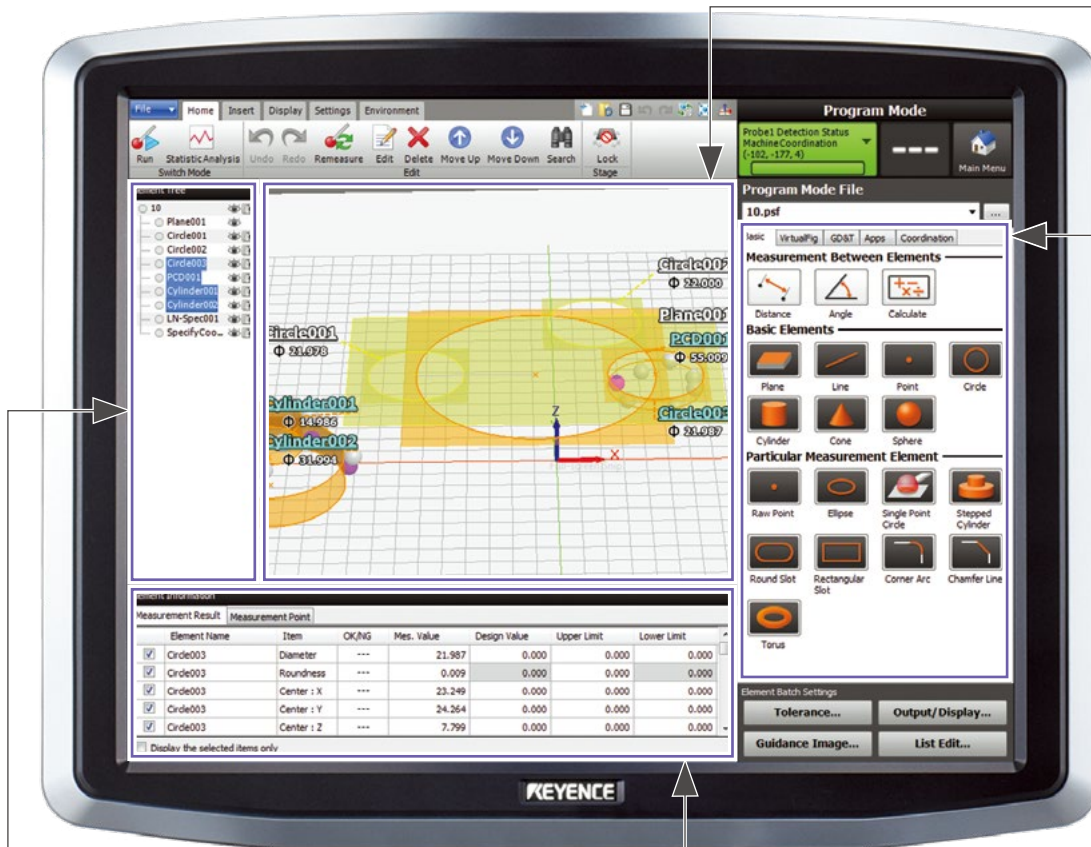 File Home Insert Display Settings Environment
Run StatisticAnalysis Undo Redo Remeasure Edit Delete Move Up Move Down Search Lock
Switch Mode Edit Stage
Program Mode
Probe1 Detection Status
MachineCoordination
(-102, -177, 4)
---
Main Menu
Program Mode File
10.psf
...
Element Tree
10
Plane001
Circle001
Circle002
Circle003
PCD001
Cylinder001
Cylinder002
LN-Spec001
SpecifyCoo...
Circle002
Φ 22.000
Plane001
PCD001
Φ 55.009
Circle001
Φ 21.978
Cylinder001
Φ 14.986
Cylinder002
Φ 31.994
Circle003
Φ 21.987
Z
X
Basic VirtualFig GD&T Apps Coordination
Measurement Between Elements
Distance Angle Calculate
Basic Elements
Plane Line Point Circle
Cylinder Cone Sphere
Particular Measurement Element
Raw Point Ellipse Single Point Circle Stepped Cylinder
Round Slot Rectangular Slot Corner Arc Chamfer Line
Torus
Element Information
Measurement Result Measurement Point
Element Name Item OK/NG Mes. Value Design Value Upper Limit Lower Limit
Circle003 Diameter --- 21.987 0.000 0.000 0.000
Circle003 Roundness --- 0.009 0.000 0.000 0.000
Circle003 Center : X --- 23.249 0.000 0.000 0.000
Circle003 Center : Y --- 24.264 0.000 0.000 0.000
Circle003 Center : Z --- 7.799 0.000 0.000 0.000
Display the selected items only
Element Batch Settings
Tolerance... Output/Display...
Guidance Image... List Edit...
KEYENCE